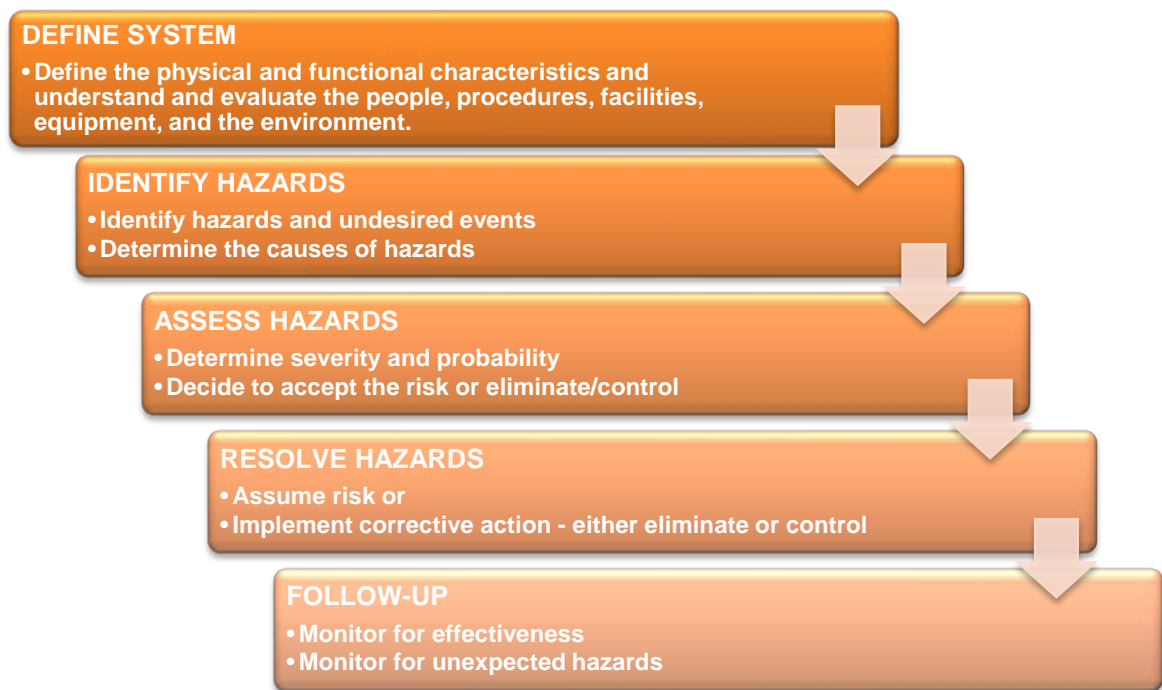 DEFINE SYSTEM
•Define the physical and functional characteristics and
understand and evaluate the people, procedures, facilities,
equipment, and the environment.
IDENTIFY HAZARDS
•Identify hazards and undesired events
•Determine the causes of hazards
ASSESS HAZARDS
•Determine severity and probability
•Decide to accept the risk or eliminate/control
RESOLVE HAZARDS
•Assume risk or
•Implement corrective action - either eliminate or control
FOLLOW-UP
•Monitor for effectiveness
•Monitor for unexpected hazards